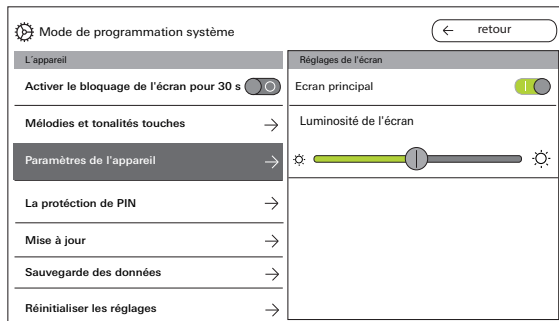 Mode de programmation système
← retour
L´appareil
Activer le bloquage de l'écran pour 30 s
Mélodies et tonalités touches
Paramètres de l'appareil
La protéction de PIN
Mise à jour
Sauvegarde des données
Réinitialiser les réglages
Réglages de l'écran
Ecran principal
Luminosité de l'écran